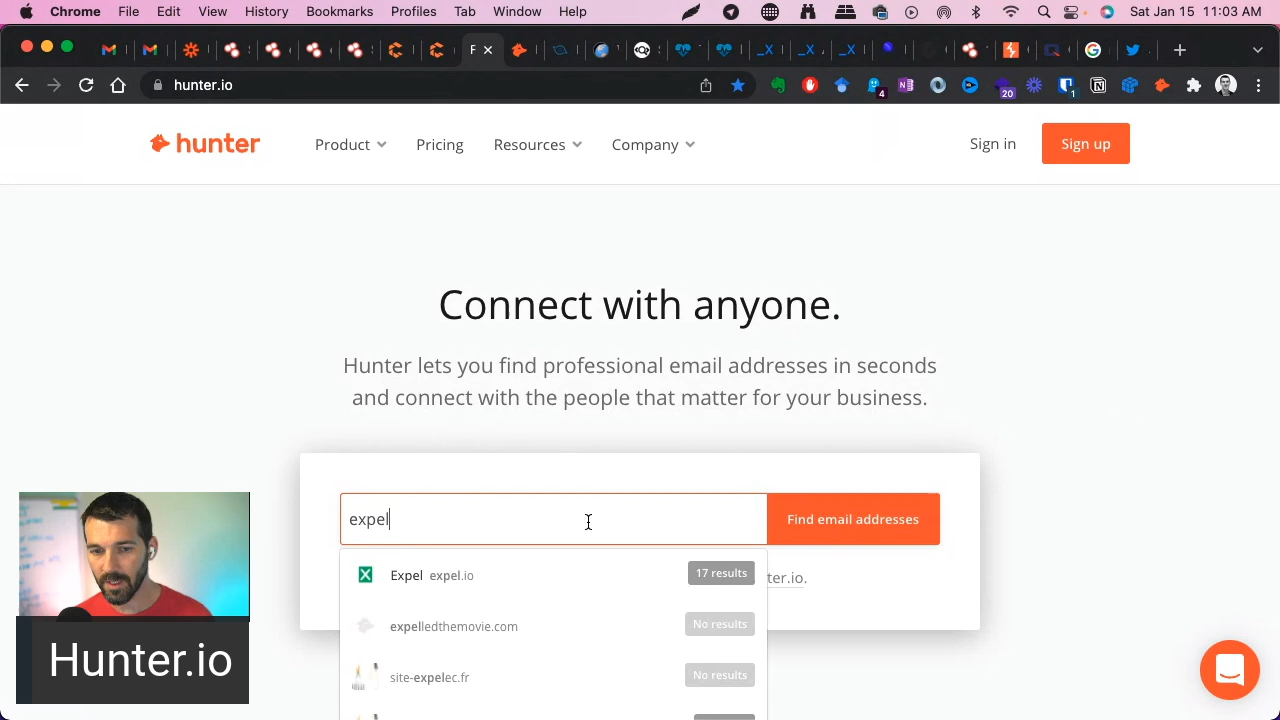 Chrome File Edit View History Bookmarks Profiles Tab Window Help Sat Jan 15 11:03 AM
hunter.io
4
20
1
hunter Product Pricing Resources Company Sign in Sign up
Connect with anyone.
Hunter lets you find professional email addresses in seconds
and connect with the people that matter for your business.
expel Find email addresses
Expel expel.io 17 results
ter.io.
expelledthemovie.com No results
site-expelec.fr No results
Hunter.io